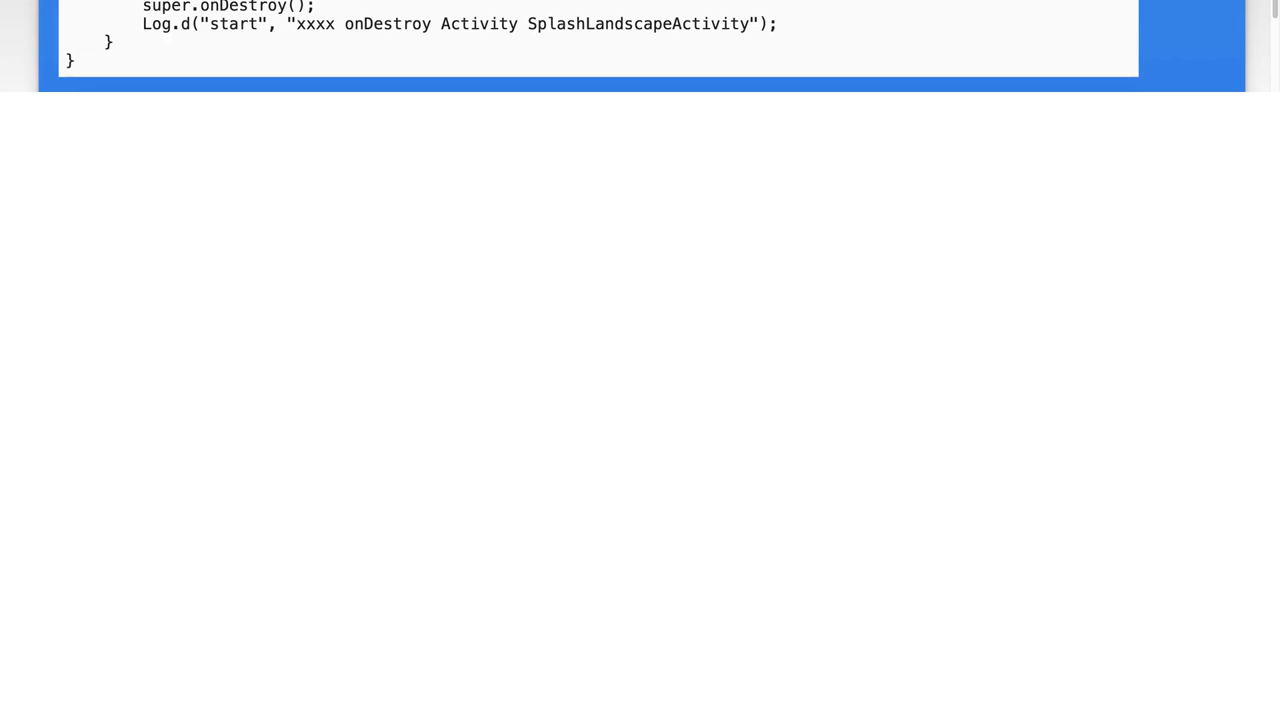 super.onDestroy();
Log.d("start", "xxxx onDestroy Activity SplashLandscapeActivity");
}
}